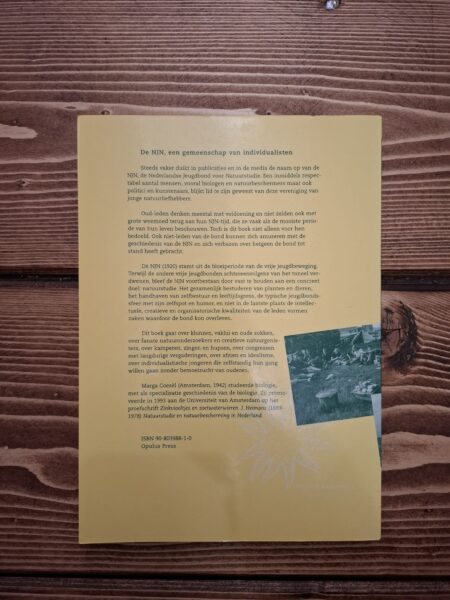 De NJN, een gemeenschap van individualisten
Steeds vaker duikt in publicaties en in de media de naam op van de
NJN, de Nederlandse Jeugdbond voor Natuurstudie. Een inmiddels respec-
tabel aantal mensen, vooral biologen en natuurbeschermers maar ook
politici en kunstenaars, blijkt lid te zijn geweest van deze vereniging van
jonge natuurliefhebbers.
Oud-leden denken meestal met voldoening en niet zelden ook met
grote weemoed terug aan hun NJN-tijd, die ze vaak als de mooiste perio-
de van hun leven beschouwen. Toch is dit boek niet alleen voor hen
bedoeld. Ook niet-leden van de bond kunnen zich amuseren met de
geschiedenis van de NJN en zich verbazen over hetgeen de bond tot
stand heeft gebracht.
De NJN (1920) stamt uit de bloeiperiode van de vrije jeugdbeweging.
Terwijl de andere vrije jeugdbonden achtereenvolgens van het toneel ver-
dwenen, bleef de NJN voortbestaan door vast te houden aan een concreet
doel: natuurstudie. Het gezamenlijk bestuderen van planten en dieren,
het handhaven van zelfbestuur en leeftijdsgrens, de typische jeugdbonds-
sfeer met zijn zelfspot en humor, en niet in de laatste plaats de intellec-
tuele, creatieve en organisatorische kwaliteiten van de leden vormen
zaken waardoor de bond kon overleven.
Dit boek gaat over klunzen, vaklui en oude sokken,
over fanate natuuronderzoekers en creatieve natuurgenie-
ters, over kamperen, zingen en hupsen, over congressen
met langdurige vergaderingen, over afzien en idealisme,
over individualistische jongeren die zelfstandig hun gang
willen gaan zonder bemoeizucht van ouderen.
Marga Coesèl (Amsterdam, 1942) studeerde biologie,
met als specialisatie geschiedenis van de biologie. Ze promo-
veerde in 1993 aan de Universiteit van Amsterdam op het
proefschrift Zinkviooltjes en zoetwaterwieren. J. Heimans (1889-
1978) Natuurstudie en natuurbescherming in Nederland.
ISBN 90-803988-1-0
Opulus Press